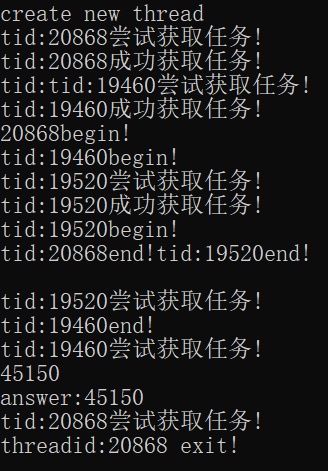 create new thread
tid:20868尝试获取任务!
tid:20868成功获取任务!
tid:tid:19460尝试获取任务!
tid:19460成功获取任务!
20868begin!
tid:19460begin!
tid:19520尝试获取任务!
tid:19520成功获取任务!
tid:19520begin!
tid:20868end!tid:19520end!
tid:19520尝试获取任务!
tid:19460end!
tid:19460尝试获取任务!
45150
answer:45150
tid:20868尝试获取任务!
threadid:20868 exit!